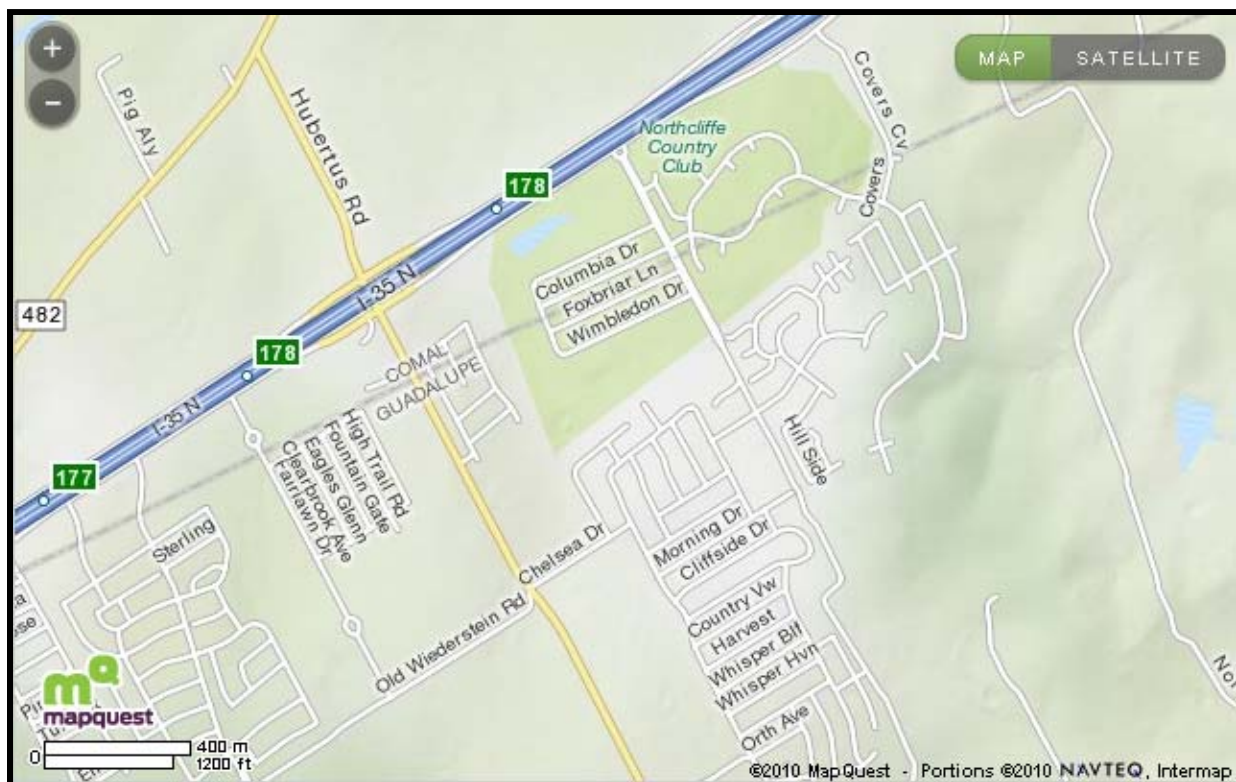 +
−
MAP
SATELLITE
Pig Aly
Hubertus Rd
Northcliffe
Country
Club
Covers Cv
Covers
178
Columbia Dr
Foxbriar Ln
Wimbledon Dr
I-35 N
482
178
COMAL
GUADALUPE
I-35 N
177
High Trail Rd
Fountain Gate
Eagles Glenn
Clearbrook Ave
Fairlawn Dr
Hill Side
Sterling
Chelsea Dr
Morning Dr
Cliffside Dr
Old Wiederstein Rd
Country Vw
Harvest
Whisper Blf
Whisper Hvn
Orth Ave
mapquest
0
400 m
1200 ft
©2010 MapQuest - Portions ©2010 NAVTEQ, Intermap